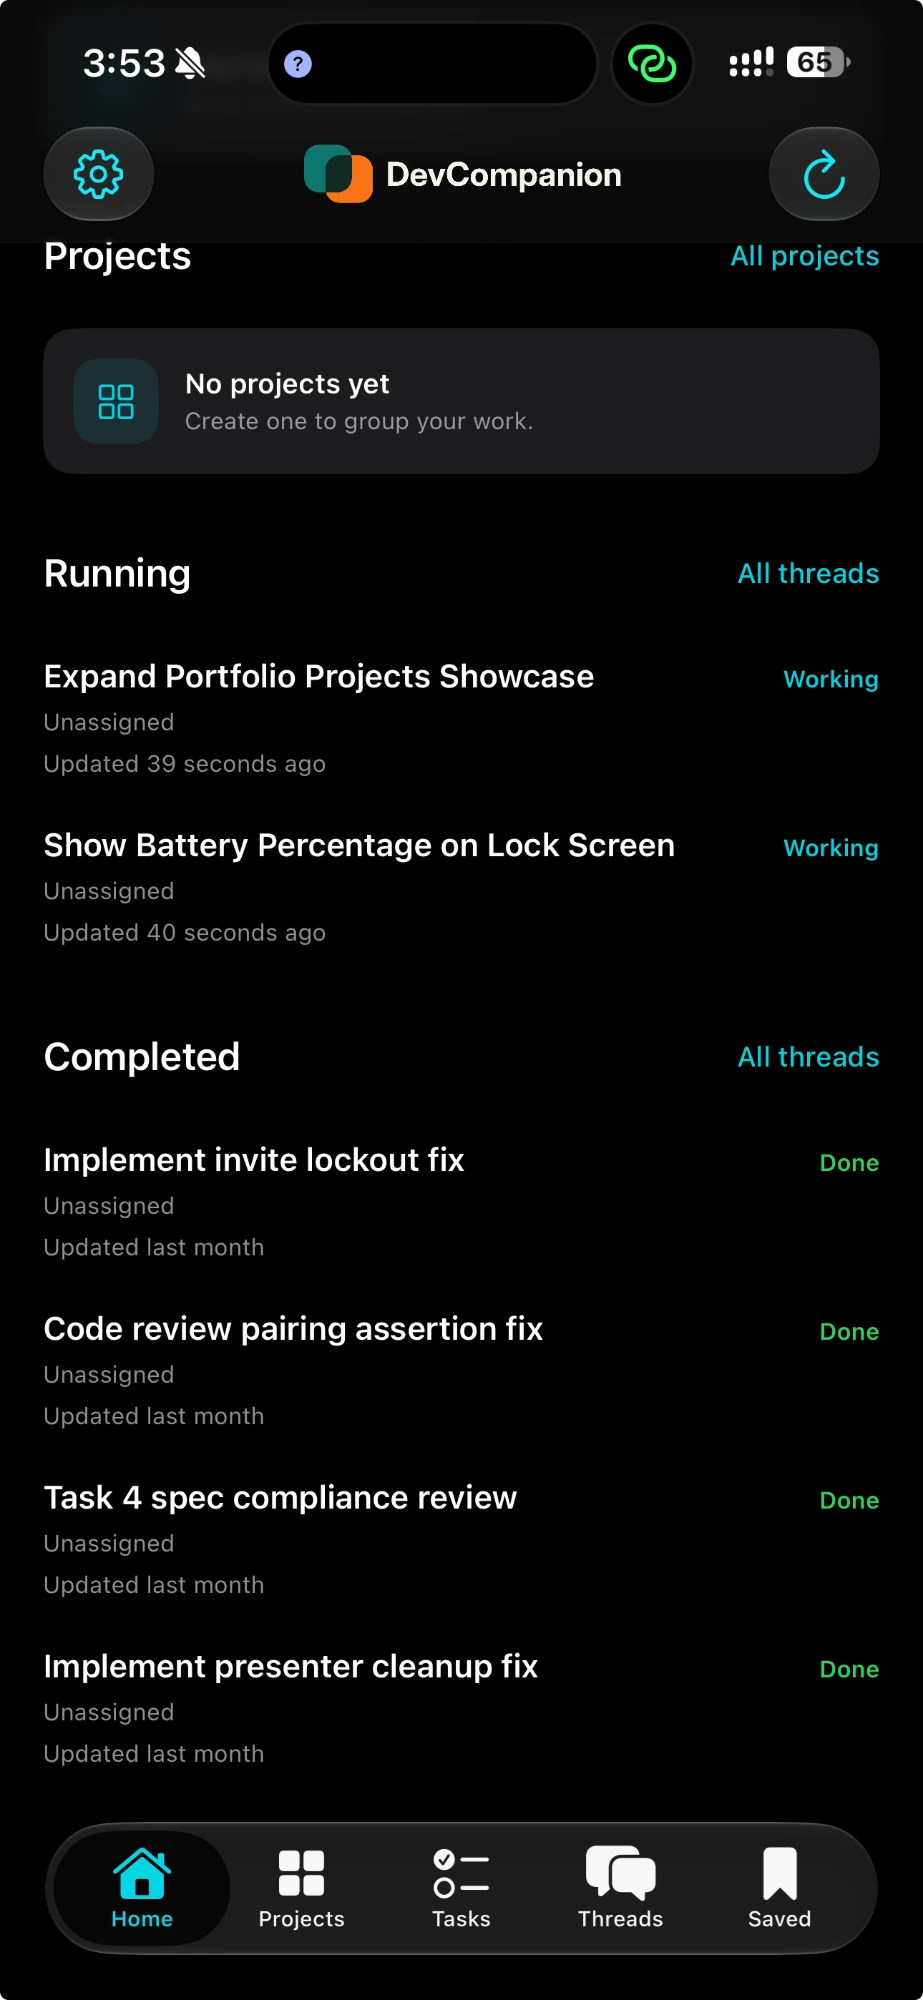 3:53
?
65
DevCompanion
Projects
All projects
No projects yet
Create one to group your work.
Running
All threads
Expand Portfolio Projects Showcase
Working
Unassigned
Updated 39 seconds ago
Show Battery Percentage on Lock Screen
Working
Unassigned
Updated 40 seconds ago
Completed
All threads
Implement invite lockout fix
Done
Unassigned
Updated last month
Code review pairing assertion fix
Done
Unassigned
Updated last month
Task 4 spec compliance review
Done
Unassigned
Updated last month
Implement presenter cleanup fix
Done
Unassigned
Updated last month
Home
Projects
Tasks
Threads
Saved